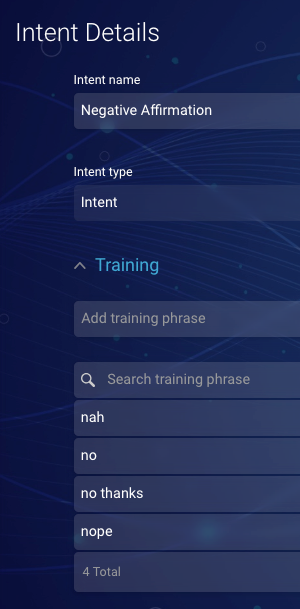 Intent Details
Intent name
Negative Affirmation
Intent type
Intent
Training
Add training phrase
Search training phrase
nah
no
no thanks
nope
4 Total